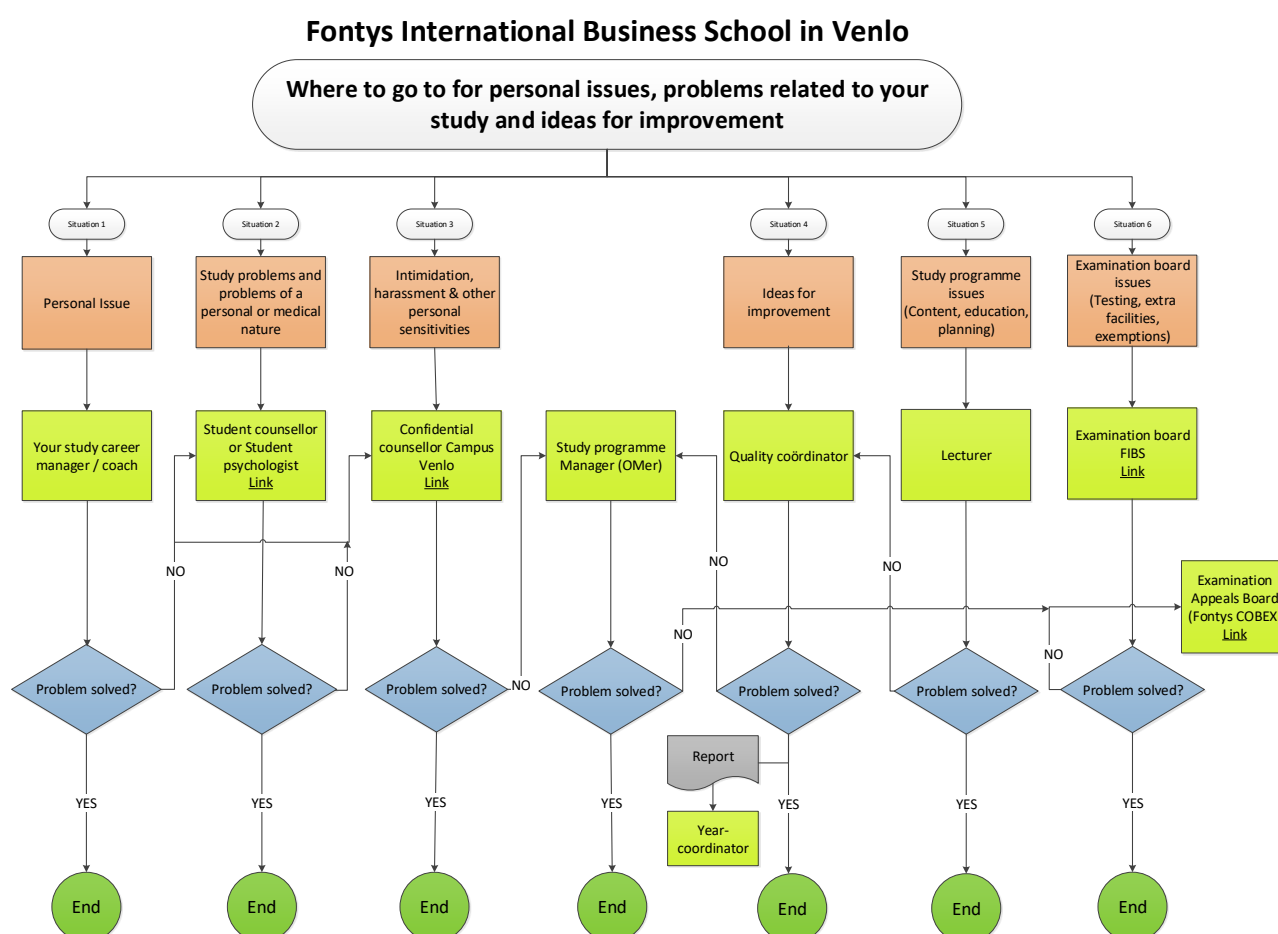 Fontys International Business School in Venlo
Where to go to for personal issues, problems related to your
study and ideas for improvement
Situation 1
Situation 2
Situation 3
Situation 4
Situation 5
Situation 6
Personal Issue
Study problems and
problems of a
personal or medical
nature
Intimidation,
harassment & other
personal
sensitivities
Ideas for
improvement
Study programme
issues
(Content, education,
planning)
Examination board
issues
(Testing, extra
facilities,
exemptions)
Your study career
manager / coach
Student counsellor
or Student
psychologist
Link
Confidential
counsellor Campus
Venlo
Link
Study programme
Manager (OMer)
Quality coördinator
Lecturer
Examination board
FIBS
Link
NO
NO
NO
NO
Examination
Appeals Board
(Fontys COBEX
Link
NO
NO
NO
Problem solved?
Problem solved?
Problem solved?
Problem solved?
Problem solved?
Problem solved?
Problem solved?
Report
YES
YES
YES
YES
YES
YES
YES
Year-
coordinator
End
End
End
End
End
End
End